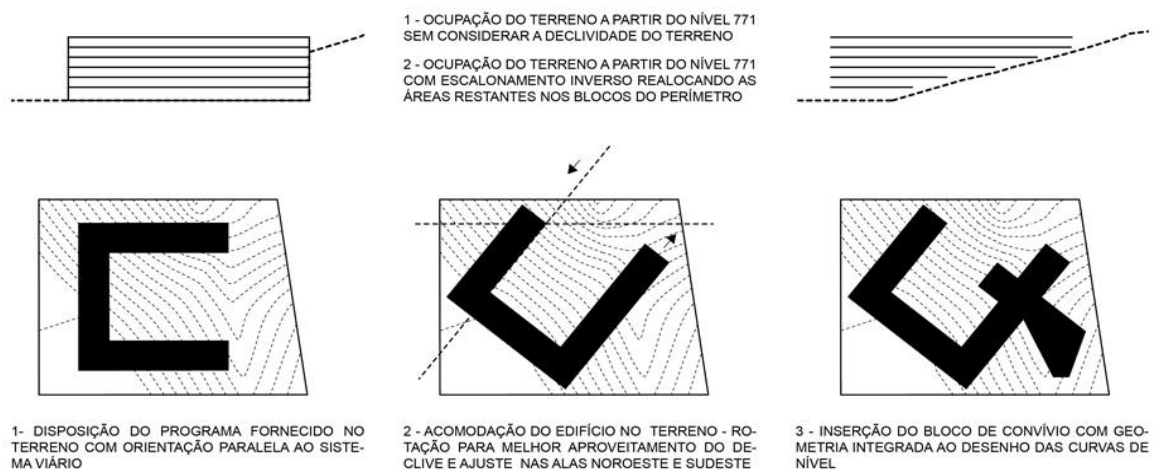 1 - OCUPAÇÃO DO TERRENO A PARTIR DO NÍVEL 771
SEM CONSIDERAR A DECLIVIDADE DO TERRENO
2 - OCUPAÇÃO DO TERRENO A PARTIR DO NÍVEL 771
COM ESCALONAMENTO INVERSO REALOCANDO AS
ÁREAS RESTANTES NOS BLOCOS DO PERÍMETRO
1- DISPOSIÇÃO DO PROGRAMA FORNECIDO NO
TERRENO COM ORIENTAÇÃO PARALELA AO SISTE-
MA VIÁRIO
2 - ACOMODAÇÃO DO EDIFÍCIO NO TERRENO - RO-
TAÇÃO PARA MELHOR APROVEITAMENTO DO DE-
CLIVE E AJUSTE NAS ALAS NOROESTE E SUDESTE
3 - INSERÇÃO DO BLOCO DE CONVÍVIO COM GEO-
METRIA INTEGRADA AO DESENHO DAS CURVAS DE
NÍVEL